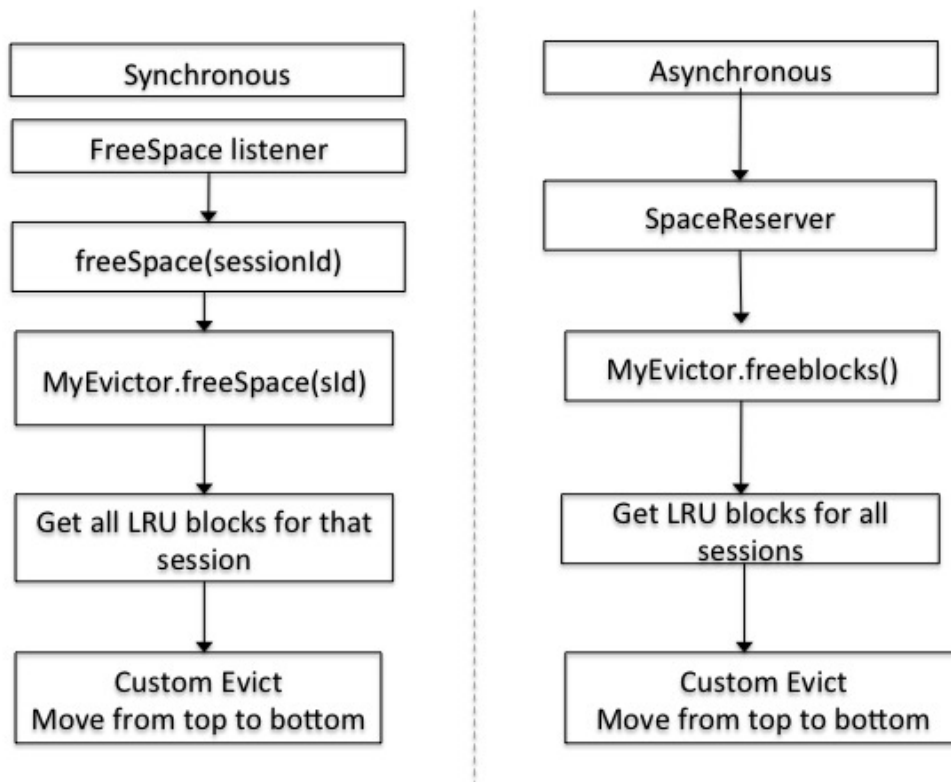 Synchronous
FreeSpace listener
freeSpace(sessionId)
MyEvictor.freeSpace(sId)
Get all LRU blocks for that
session
Custom Evict
Move from top to bottom
Asynchronous
SpaceReserver
MyEvictor.freeblocks()
Get LRU blocks for all
sessions
Custom Evict
Move from top to bottom